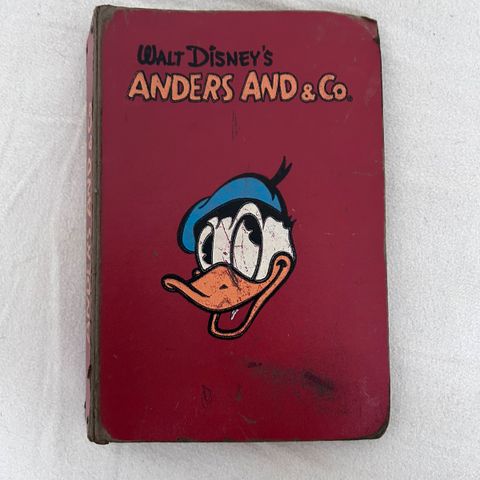 WALT DISNEY'S
ANDERS AND & Co.